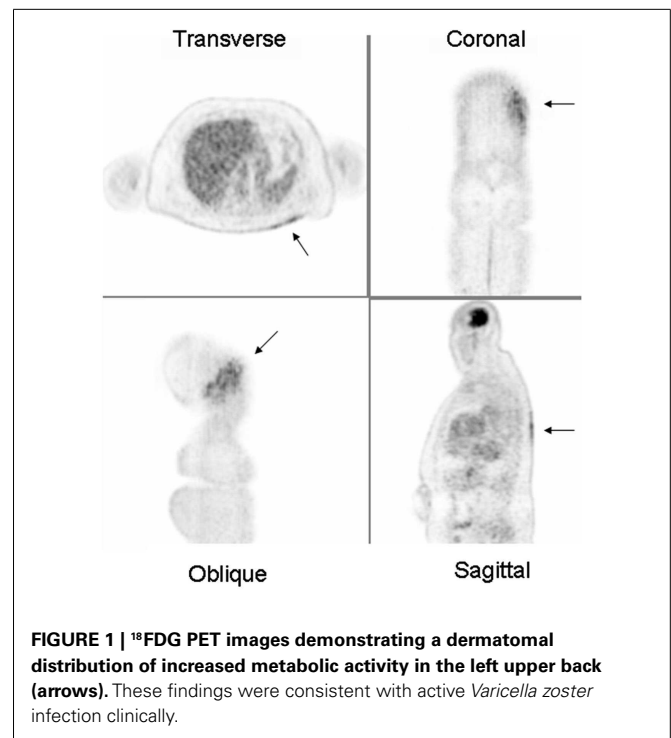 Transverse
Coronal
Oblique
Sagittal
FIGURE 1 | ¹⁸FDG PET images demonstrating a dermatomal
distribution of increased metabolic activity in the left upper back
(arrows). These findings were consistent with active Varicella zoster
infection clinically.